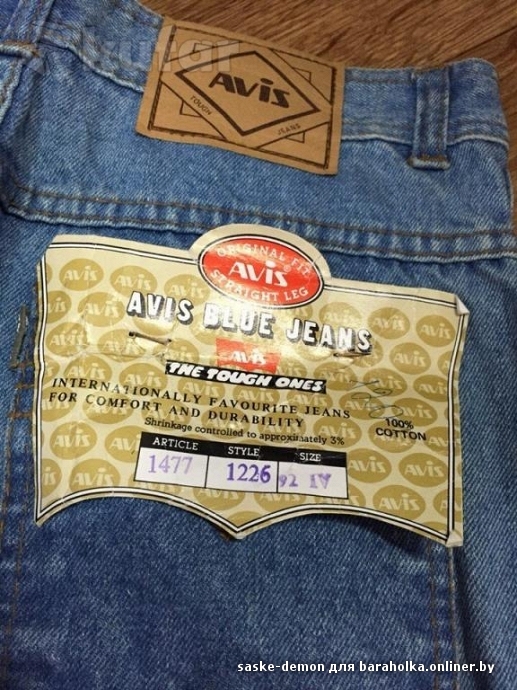 AVIS
TOUGH
JEANS
ORIGINAL FIT
AVIS®
STRAIGHT LEG
AVIS BLUE JEANS
AVIS
THE TOUGH ONES
INTERNATIONALLY FAVOURITE JEANS
FOR COMFORT AND DURABILITY
Shrinkage controlled to approximately 3%
100%
COTTON
ARTICLE STYLE SIZE
1477 1226
saske-demon для baraholka.onliner.by